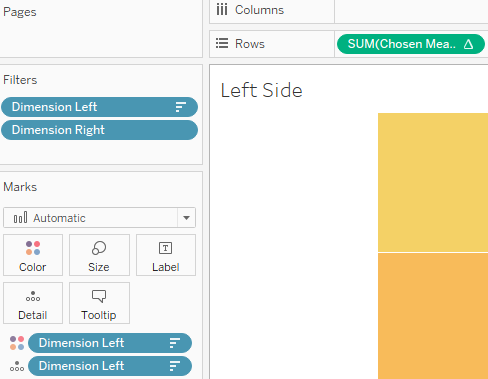 Pages
Columns
Rows
SUM(Chosen Mea..
Filters
Dimension Left
Dimension Right
Left Side
Marks
Automatic
Color
Size
Label
Detail
Tooltip
Dimension Left
Dimension Left